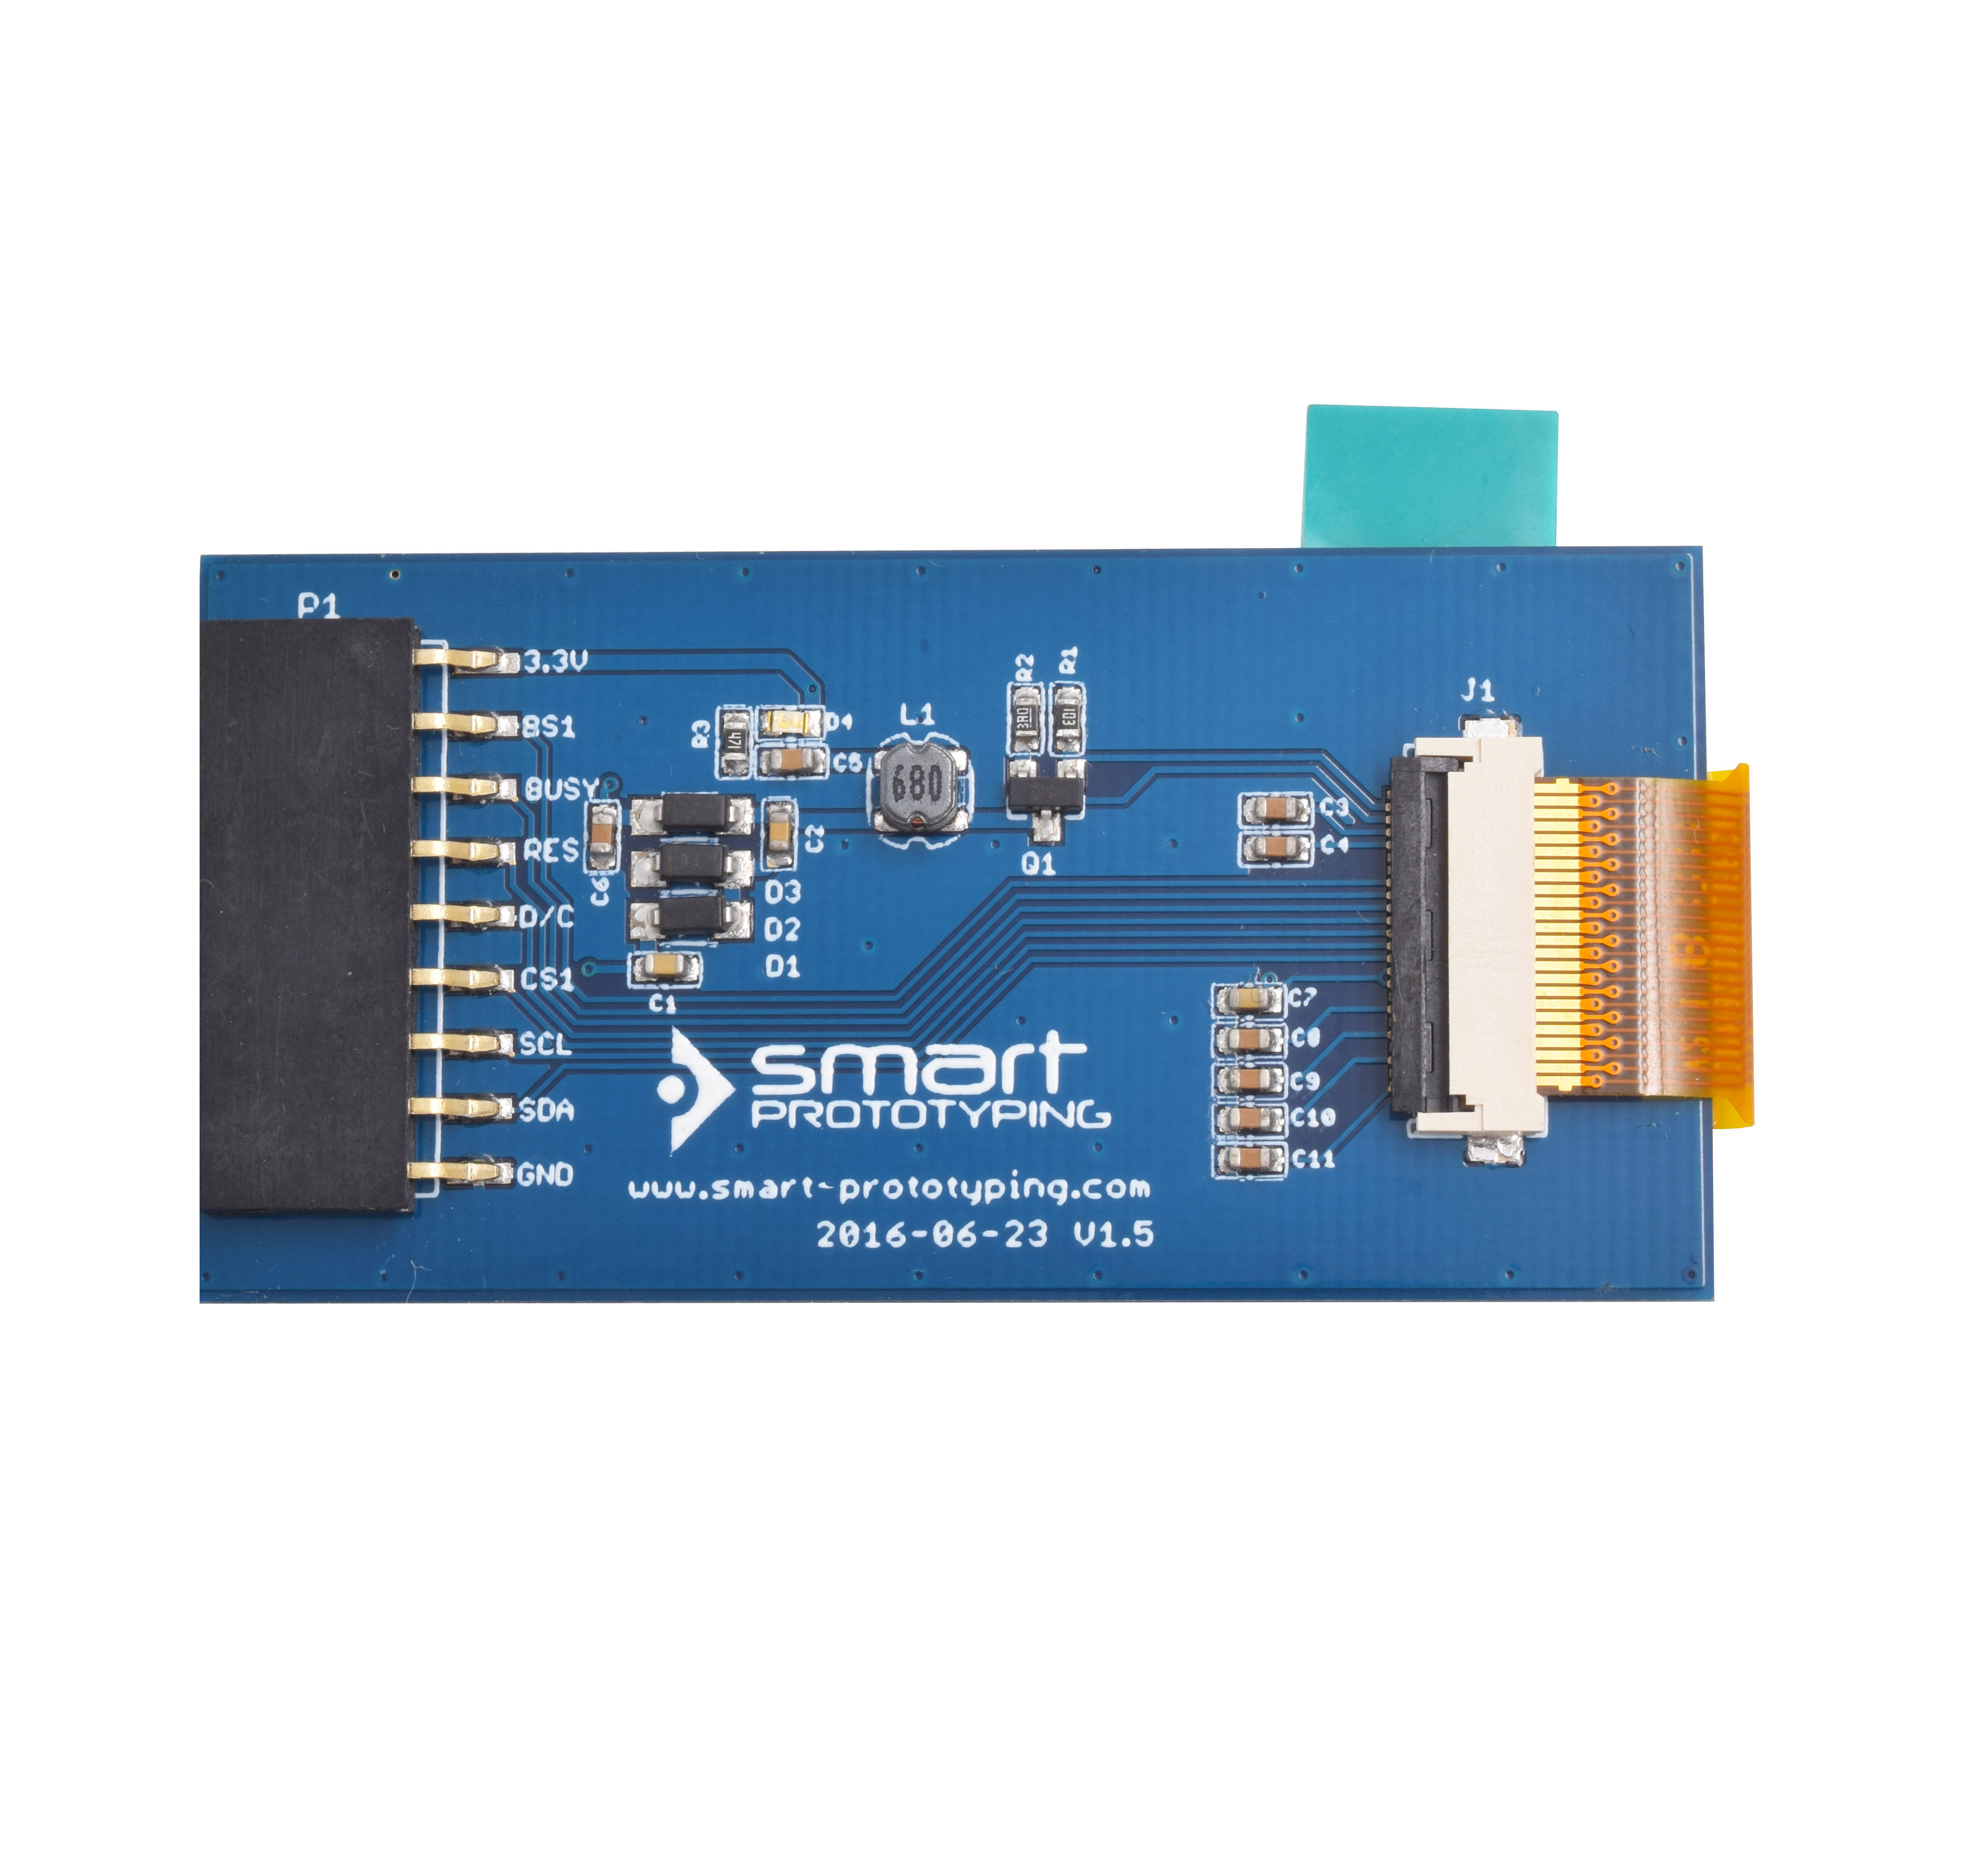 P1
3.3V
BS1
BUSY
RES
D/C
CS1
SCL
SDA
GND
R3
471
D4
C5
L1
680
R2
3R0
R1
103
Q1
C6
C2
D3
D2
D1
C1
C3
C4
J1
C7
C8
C9
C10
C11
smart
PROTOTYPING
www.smart-prototyping.com
2016-06-23 V1.5